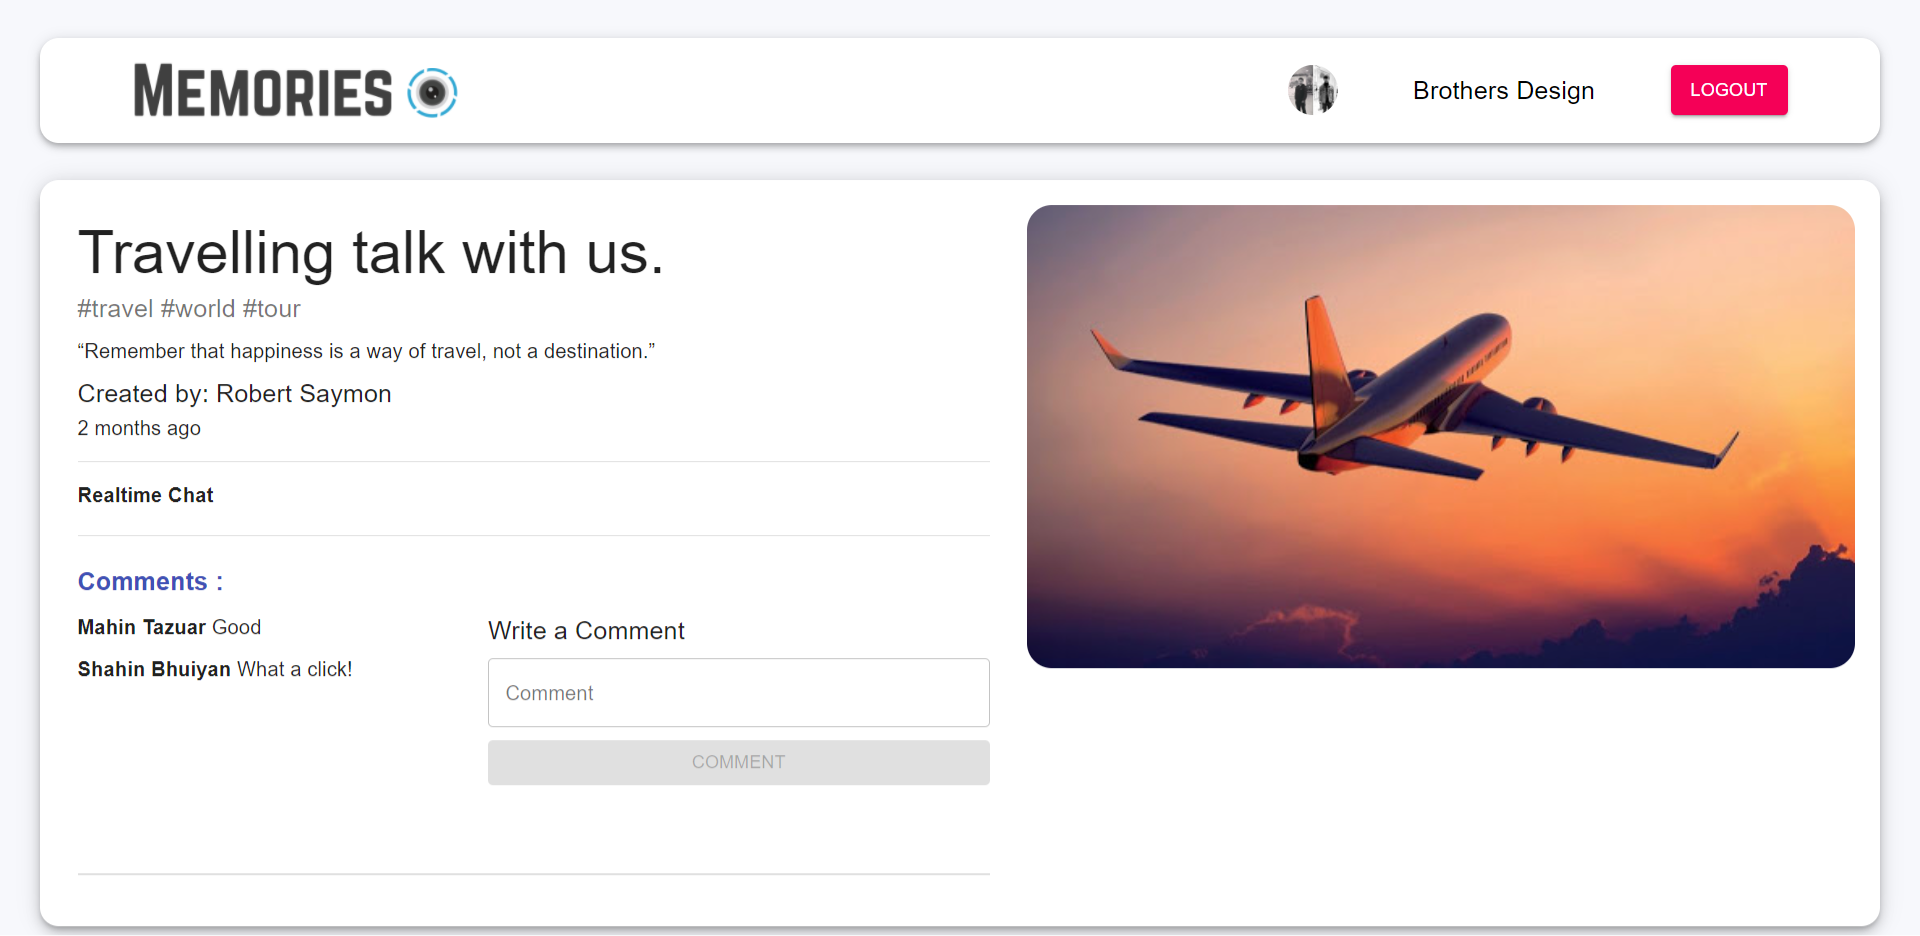 MEMORIES
Brothers Design
LOGOUT
Travelling talk with us.
#travel #world #tour
“Remember that happiness is a way of travel, not a destination.”
Created by: Robert Saymon
2 months ago
Realtime Chat
Comments :
Mahin Tazuar Good
Shahin Bhuiyan What a click!
Write a Comment
Comment
COMMENT